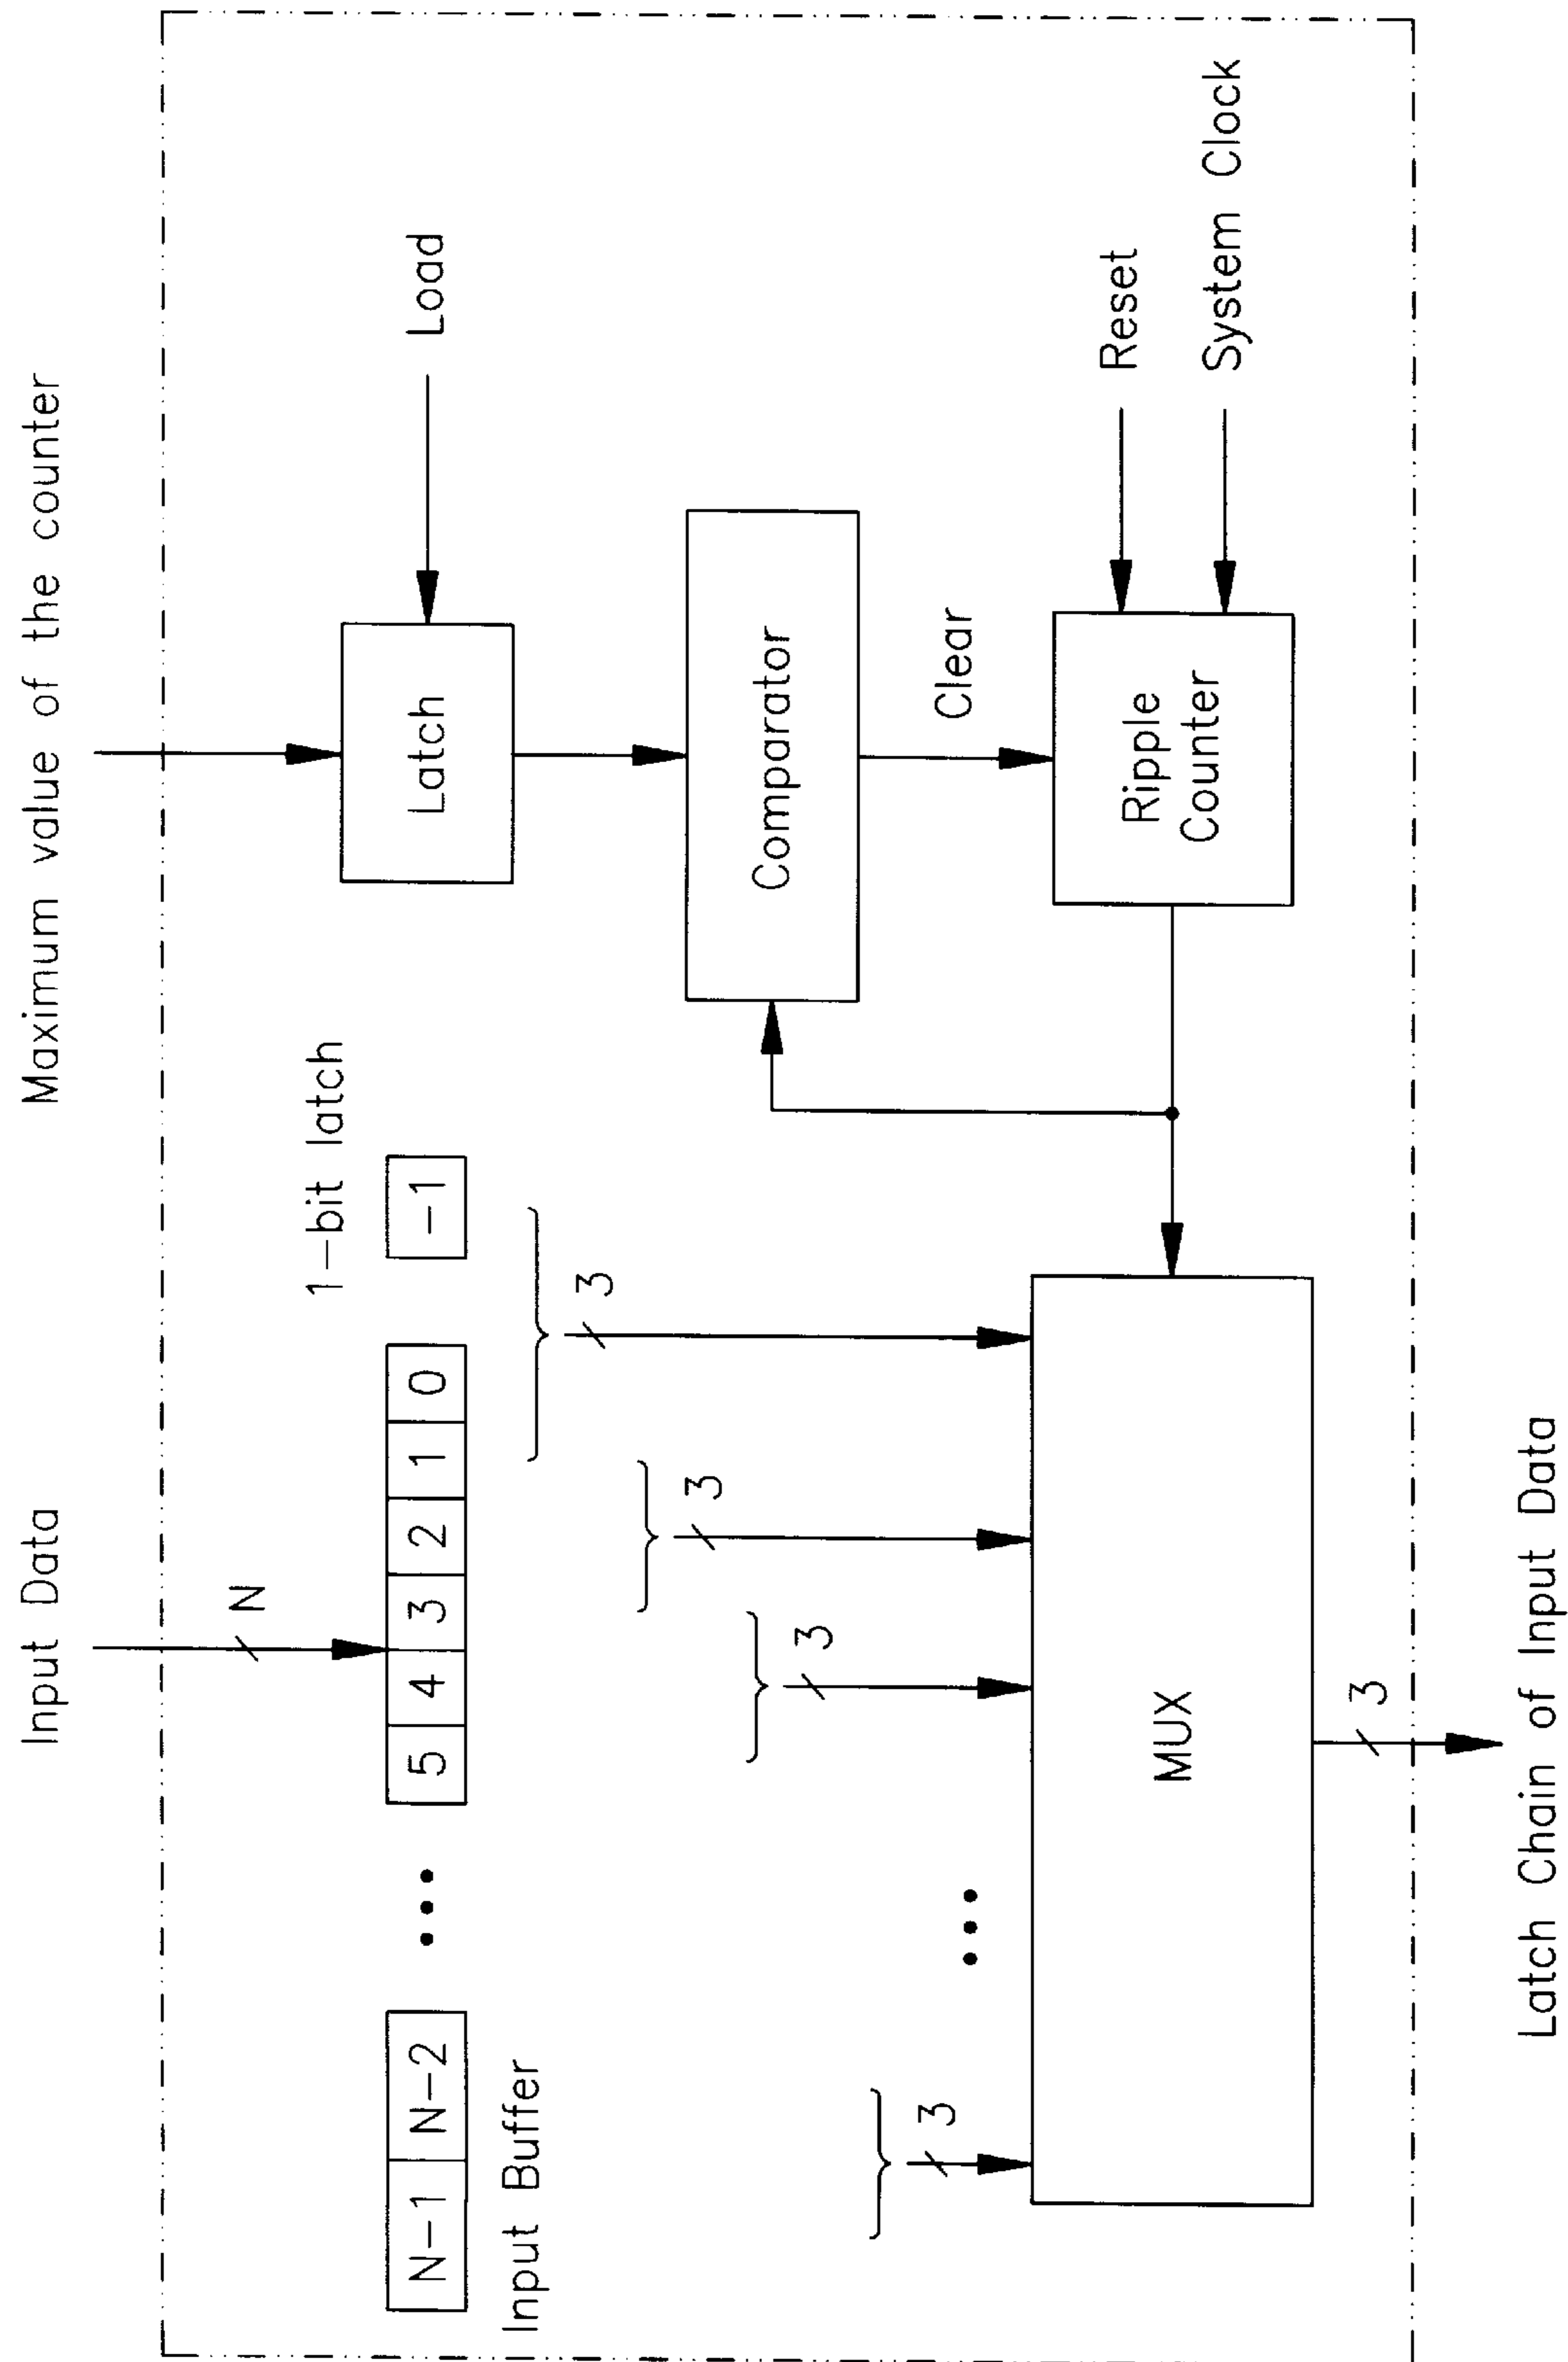 Input Data
Maximum value of the counter
N
1-bit latch
Load
N-1 N-2 ... 5 4 3 2 1 0 -1
Latch
Input Buffer
3
3
3
3
Comparator
Clear
...
MUX
Ripple
Counter
Reset
System Clock
3
Latch Chain of Input Data